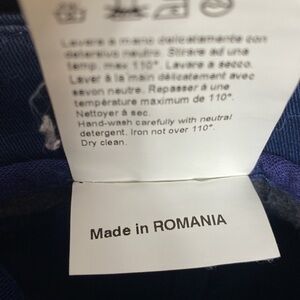 Lavare a mano delicatamente con
detersivo neutro. Stirare ad una
temp. max 110°. Lavare a secco.
Laver à la main délicatement avec
savon neutre. Repasser à une
température maximum de 110°.
Nettoyer à sec.
Hand-wash carefully with neutral
detergent. Iron not over 110°.
Dry clean.
Made in ROMANIA